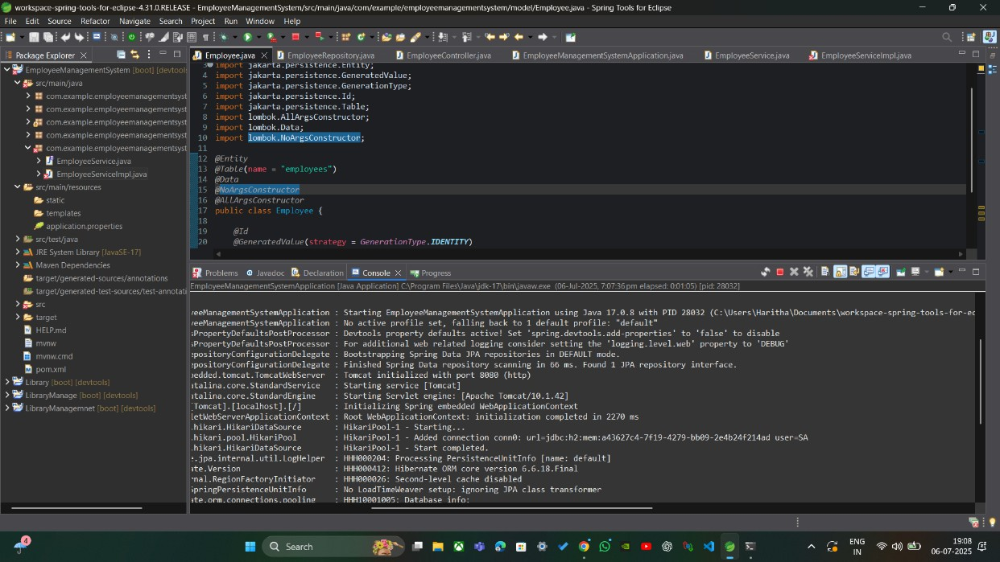 workspace-spring-tools-for-eclipse-4.31.0.RELEASE - EmployeeManagementSystem/src/main/java/com/example/employeemanagementsystem/model/Employee.java - Spring Tools for Eclipse
File Edit Source Refactor Navigate Search Project Run Window Help
Package Explorer
EmployeeManagementSystem [boot] [devtool
src/main/java
com.example.employeemanagementsyst
com.example.employeemanagementsyst
com.example.employeemanagementsyst
com.example.employeemanagementsyst
com.example.employeemanagementsyst
EmployeeService.java
EmployeeServiceImpl.java
src/main/resources
static
templates
application.properties
src/test/java
JRE System Library [JavaSE-17]
Maven Dependencies
target/generated-sources/annotations
target/generated-test-sources/test-annotati
src
target
HELP.md
mvnw
mvnw.cmd
pom.xml
Library [boot] [devtools]
LibraryManage [boot] [devtools]
LibraryManagemnet [boot] [devtools]
Employee.java EmployeeRepository.java EmployeeController.java EmployeeManagementSystemApplication.java EmployeeService.java EmployeeServiceImpl.java
3 import jakarta.persistence.Entity;
4 import jakarta.persistence.GeneratedValue;
5 import jakarta.persistence.GenerationType;
6 import jakarta.persistence.Id;
7 import jakarta.persistence.Table;
8 import lombok.AllArgsConstructor;
9 import lombok.Data;
10 import lombok.NoArgsConstructor;
11
12 @Entity
13 @Table(name = "employees")
14 @Data
15 @NoArgsConstructor
16 @AllArgsConstructor
17 public class Employee {
18
19 @Id
20 @GeneratedValue(strategy = GenerationType.IDENTITY)
Problems Javadoc Declaration Console Progress
EmployeeManagementSystemApplication [Java Application] C:\Program Files\Java\jdk-17\bin\javaw.exe (06-Jul-2025, 7:07:36 pm elapsed: 0:01:05) [pid: 28032]
yeeManagementSystemApplication : Starting EmployeeManagementSystemApplication using Java 17.0.8 with PID 28032 (C:\Users\Haritha\Documents\workspace-spring-tools-for-ec
yeeManagementSystemApplication : No active profile set, falling back to 1 default profile: "default"
sPropertyDefaultsPostProcessor : Devtools property defaults active! Set 'spring.devtools.add-properties' to 'false' to disable
sPropertyDefaultsPostProcessor : For additional web related logging consider setting the 'logging.level.web' property to 'DEBUG'
epositoryConfigurationDelegate : Bootstrapping Spring Data JPA repositories in DEFAULT mode.
epositoryConfigurationDelegate : Finished Spring Data repository scanning in 66 ms. Found 1 JPA repository interface.
bedded.tomcat.TomcatWebServer : Tomcat initialized with port 8080 (http)
atalina.core.StandardService : Starting service [Tomcat]
atalina.core.StandardEngine : Starting Servlet engine: [Apache Tomcat/10.1.42]
[Tomcat].[localhost].[/] : Initializing Spring embedded WebApplicationContext
letWebServerApplicationContext : Root WebApplicationContext: initialization completed in 2270 ms
.hikari.HikariDataSource : HikariPool-1 - Starting...
.hikari.pool.HikariPool : HikariPool-1 - Added connection conn0: url=jdbc:h2:mem:a43627c4-7f19-4279-bb09-2e4b24f214ad user=SA
.hikari.HikariDataSource : HikariPool-1 - Start completed.
e.jpa.internal.util.LogHelper : HHH000204: Processing PersistenceUnitInfo [name: default]
ate.Version : HHH000412: Hibernate ORM core version 6.6.18.Final
rnal.RegionFactoryInitiator : HHH000026: Second-level cache disabled
SpringPersistenceUnitInfo : No LoadTimeWeaver setup: ignoring JPA class transformer
ate.orm.connections.pooling : HHH10001005: Database info:
4
Search
ENG
IN
19:08
06-07-2025